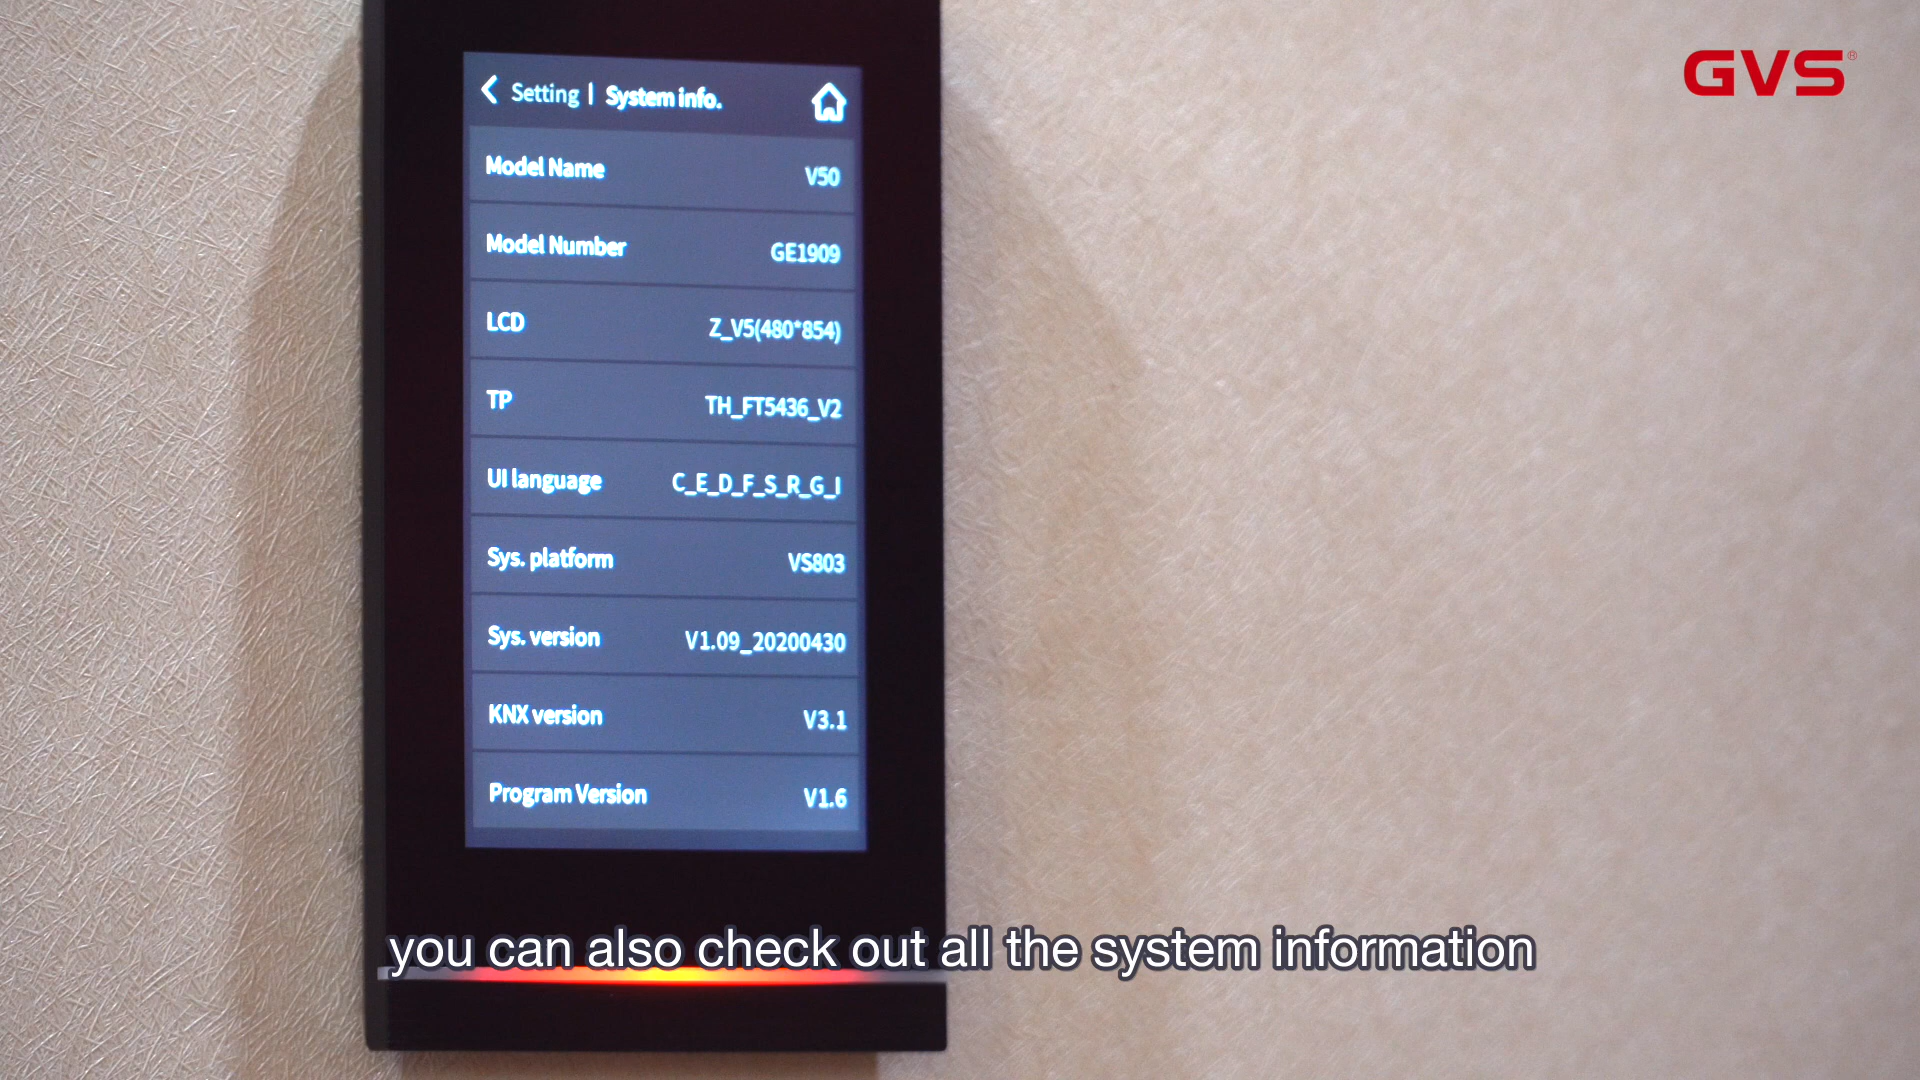 GVS®
Setting | System info.
Model Name V50
Model Number GE1909
LCD Z_V5(480*854)
TP TH_FT5436_V2
UI language C_E_D_F_S_R_G_I
Sys. platform VS803
Sys. version V1.09_20200430
KNX version V3.1
Program Version V1.6
you can also check out all the system information